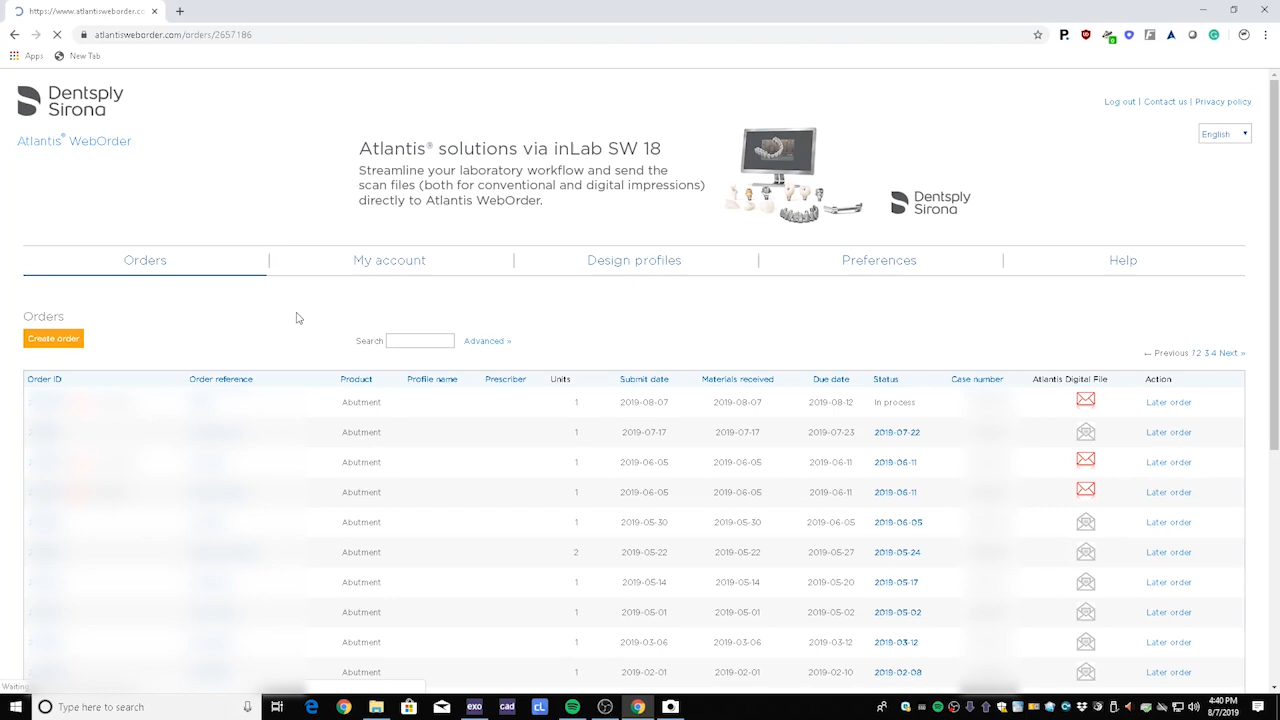 https://www.atlantisweborder.cc
atlantisweborder.com/orders/2657186
Apps New Tab
Dentsply
Sirona
Log out | Contact us | Privacy policy
English
Atlantis® WebOrder
Atlantis® solutions via inLab SW 18
Streamline your laboratory workflow and send the
scan files (both for conventional and digital impressions)
directly to Atlantis WebOrder.
Dentsply
Sirona
Orders My account Design profiles Preferences Help
Orders
Create order
Search Advanced »
← Previous 1 2 3 4 Next »
Order ID Order reference Product Profile name Prescriber Units Submit date Materials received Due date Status Case number Atlantis Digital File Action
Abutment 1 2019-08-07 2019-08-07 2019-08-12 In process Later order
Abutment 1 2019-07-17 2019-07-17 2019-07-23 2019-07-22 Later order
Abutment 1 2019-06-05 2019-06-05 2019-06-11 2019-06-11 Later order
Abutment 1 2019-06-05 2019-06-05 2019-06-11 2019-06-11 Later order
Abutment 1 2019-05-30 2019-05-30 2019-06-05 2019-06-05 Later order
Abutment 2 2019-05-22 2019-05-22 2019-05-27 2019-05-24 Later order
Abutment 1 2019-05-14 2019-05-14 2019-05-20 2019-05-17 Later order
Abutment 1 2019-05-01 2019-05-01 2019-05-02 2019-05-02 Later order
Abutment 1 2019-03-06 2019-03-06 2019-03-12 2019-03-12 Later order
Abutment 1 2019-02-01 2019-02-01 2019-02-10 2019-02-08 Later order
Waiting
Type here to search
exo cad cl
4:40 PM
8/7/2019